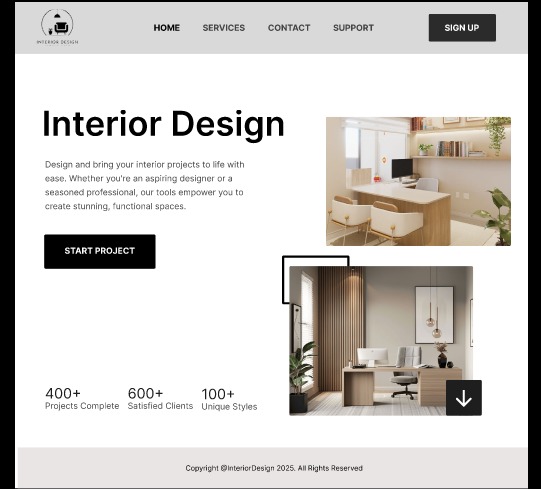 INTERIOR DESIGN
HOME SERVICES CONTACT SUPPORT
SIGN UP
Interior Design
Design and bring your interior projects to life with
ease. Whether you're an aspiring designer or a
seasoned professional, our tools empower you to
create stunning, functional spaces.
START PROJECT
400+ 600+ 100+
Projects Complete Satisfied Clients Unique Styles
Copyright @InteriorDesign 2025. All Rights Reserved